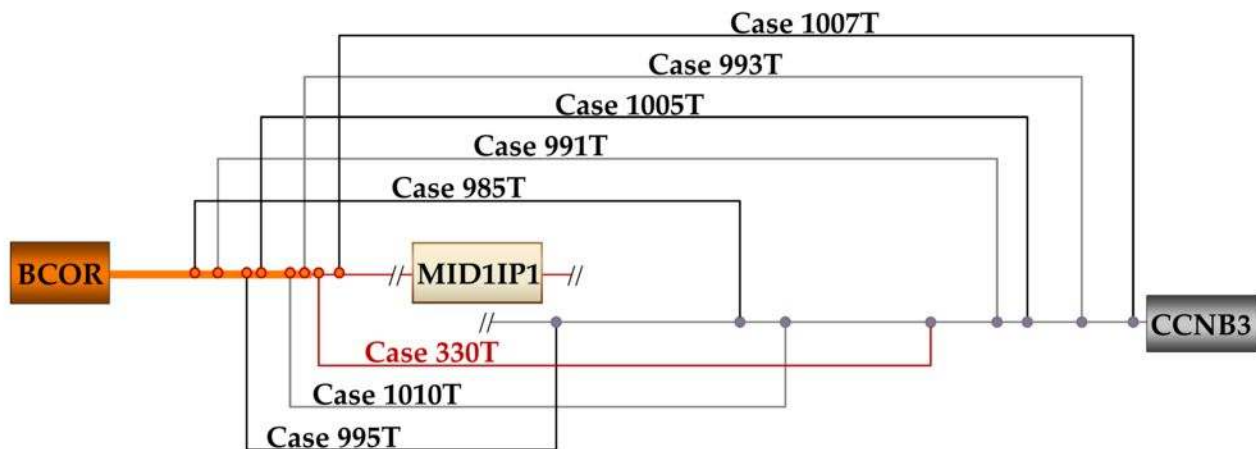 Case 1007T
Case 993T
Case 1005T
Case 991T
Case 985T
BCOR
//
MID1IP1
//
//
CCNB3
Case 330T
Case 1010T
Case 995T